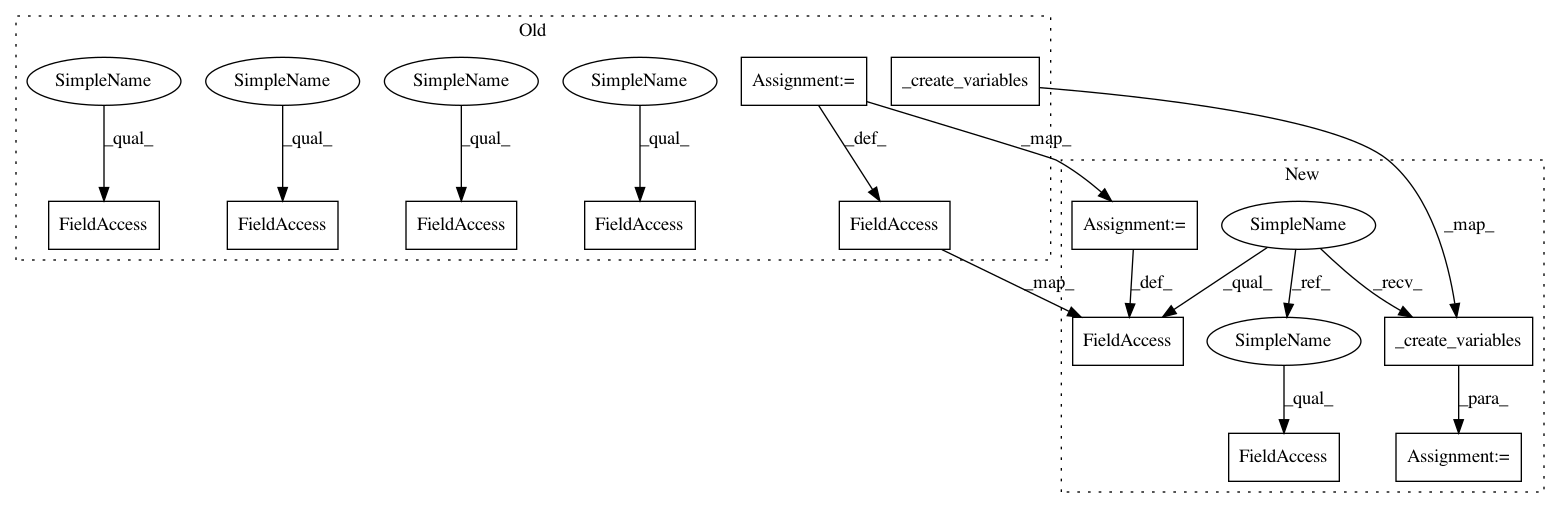 Old
SimpleName
SimpleName
SimpleName
SimpleName
Assignment:=
_create_variables
_qual_
_qual_
_qual_
_qual_
_def_
_map_
New
FieldAccess
FieldAccess
FieldAccess
FieldAccess
FieldAccess
Assignment:=
SimpleName
_map_
_map_
_def_
_qual_
_ref_
_recv_
FieldAccess
SimpleName
_create_variables
_qual_
_para_
FieldAccess
Assignment:=